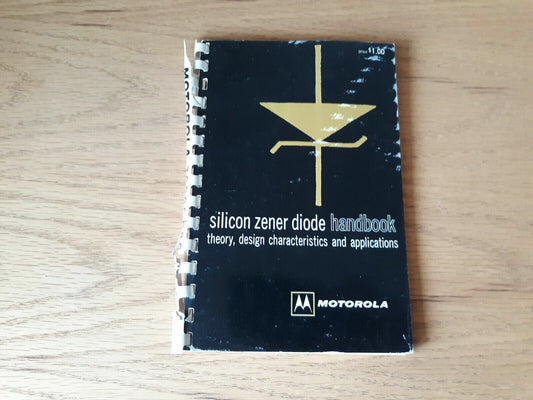 price $1.00
MOTOROLA
silicon zener diode handbook
theory, design characteristics and applications
MOTOROLA